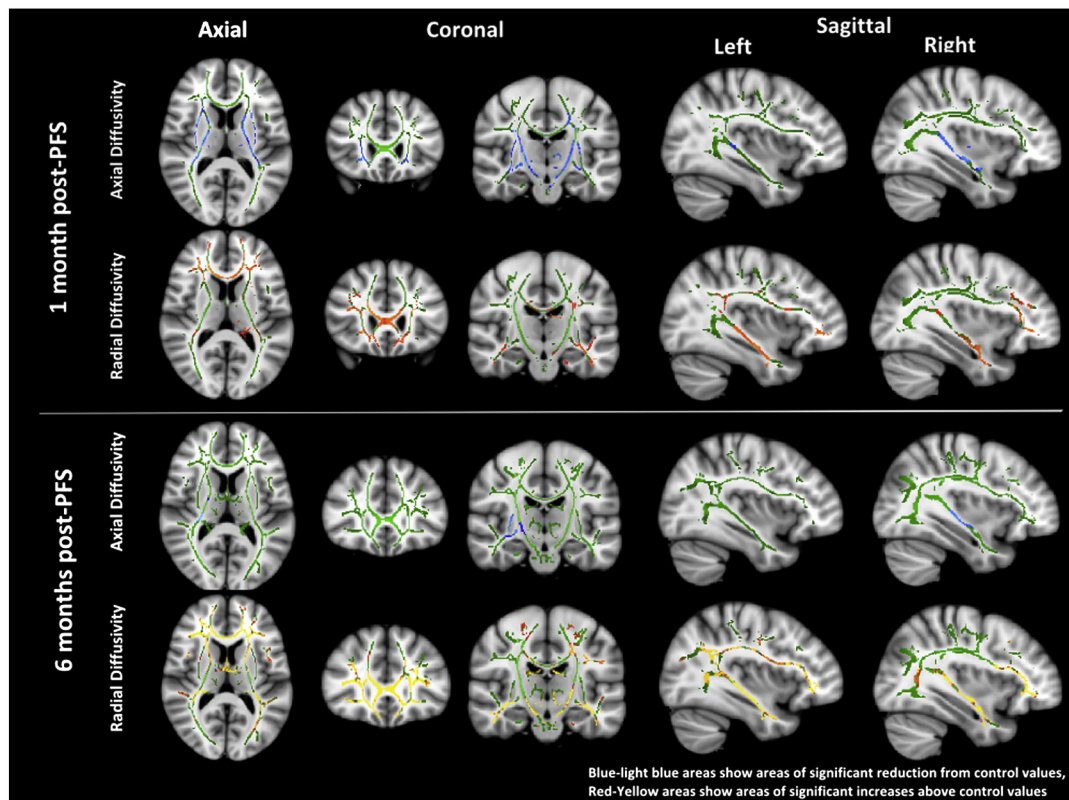 Axial
Coronal
Sagittal
Left
Right
1 month post-PFS
Axial Diffusivity
Radial Diffusivity
6 months post-PFS
Axial Diffusivity
Radial Diffusivity
Blue-light blue areas show areas of significant reduction from control values,
Red-Yellow areas show areas of significant increases above control values